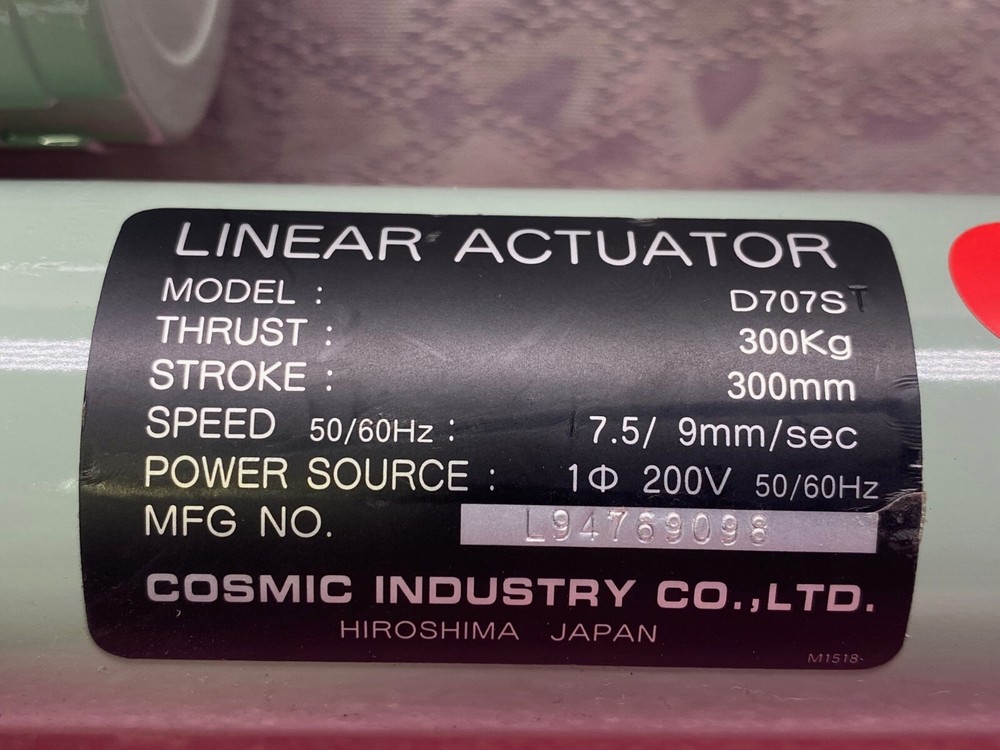 LINEAR ACTUATOR
MODEL : D707ST
THRUST : 300Kg
STROKE : 300mm
SPEED 50/60Hz : 7.5/ 9mm/sec
POWER SOURCE : 1Φ 200V 50/60Hz
MFG NO. L94769098
COSMIC INDUSTRY CO.,LTD.
HIROSHIMA JAPAN
M1518-